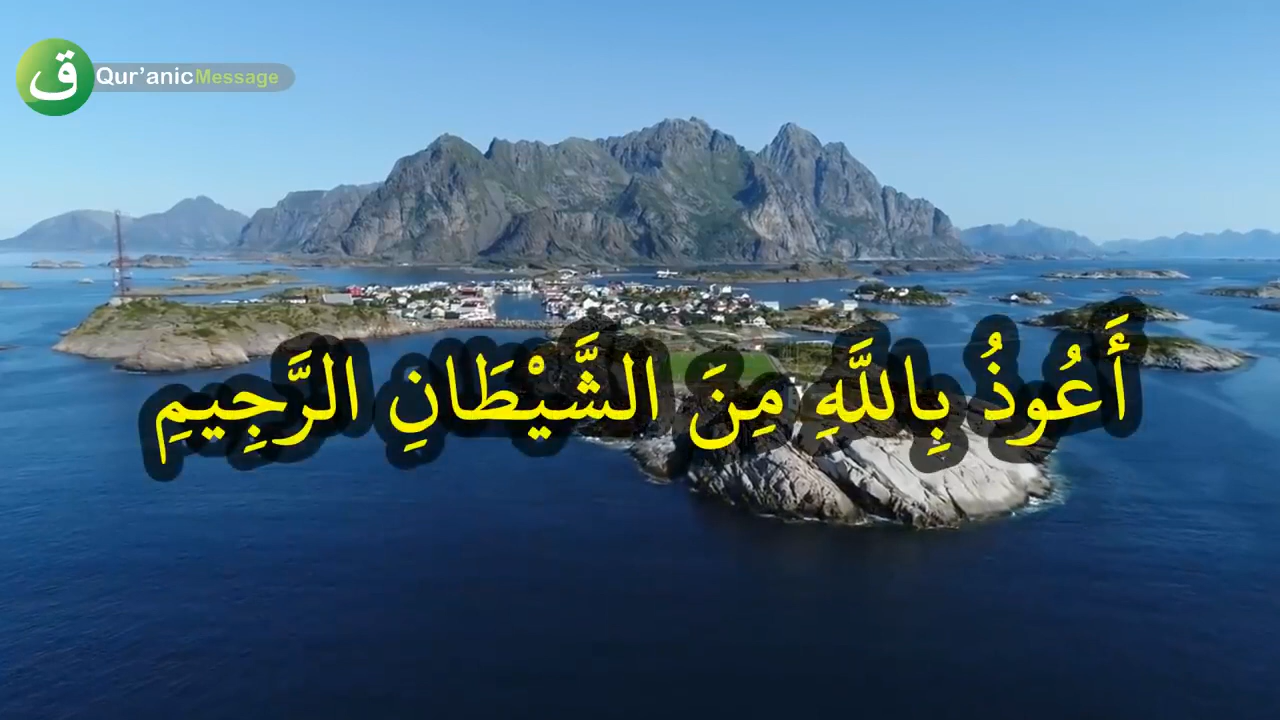 ق Qur’anicMessage
أَعُوذُ بِاللَّهِ مِنَ الشَّيْطَانِ الرَّجِيمِ